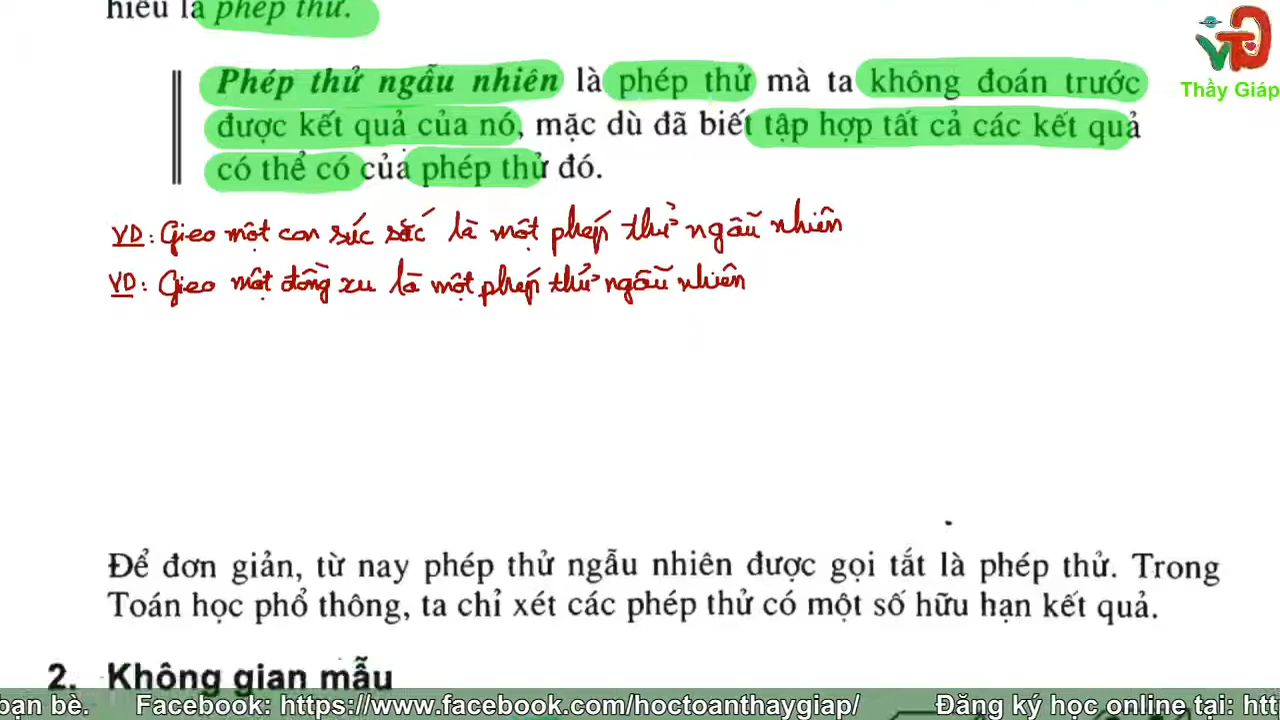 hiểu là phép thử.
Thầy Giáp
Phép thử ngẫu nhiên là phép thử mà ta không đoán trước
được kết quả của nó, mặc dù đã biết tập hợp tất cả các kết quả
có thể có của phép thử đó.
VD: Gieo một con súc sắc là một phép thử ngẫu nhiên
VD: Gieo một đồng xu là một phép thử ngẫu nhiên
Để đơn giản, từ nay phép thử ngẫu nhiên được gọi tắt là phép thử. Trong
Toán học phổ thông, ta chỉ xét các phép thử có một số hữu hạn kết quả.
2. Không gian mẫu
bạn bè. Facebook: https://www.facebook.com/hoctoanthaygiap/ Đăng ký học online tại: htt